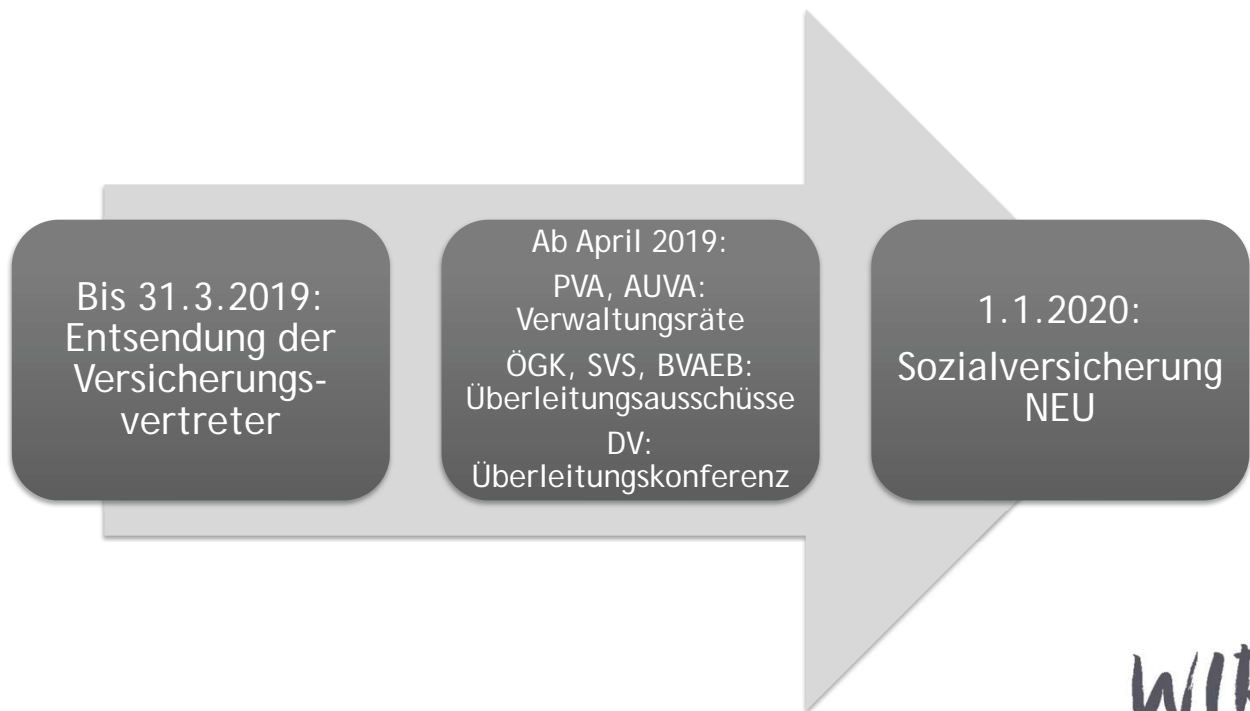 Bis 31.3.2019:
Entsendung der
Versicherungs-
vertreter
Ab April 2019:
PVA, AUVA:
Verwaltungsräte
ÖGK, SVS, BVAEB:
Überleitungsausschüsse
DV:
Überleitungskonferenz
1.1.2020:
Sozialversicherung
NEU